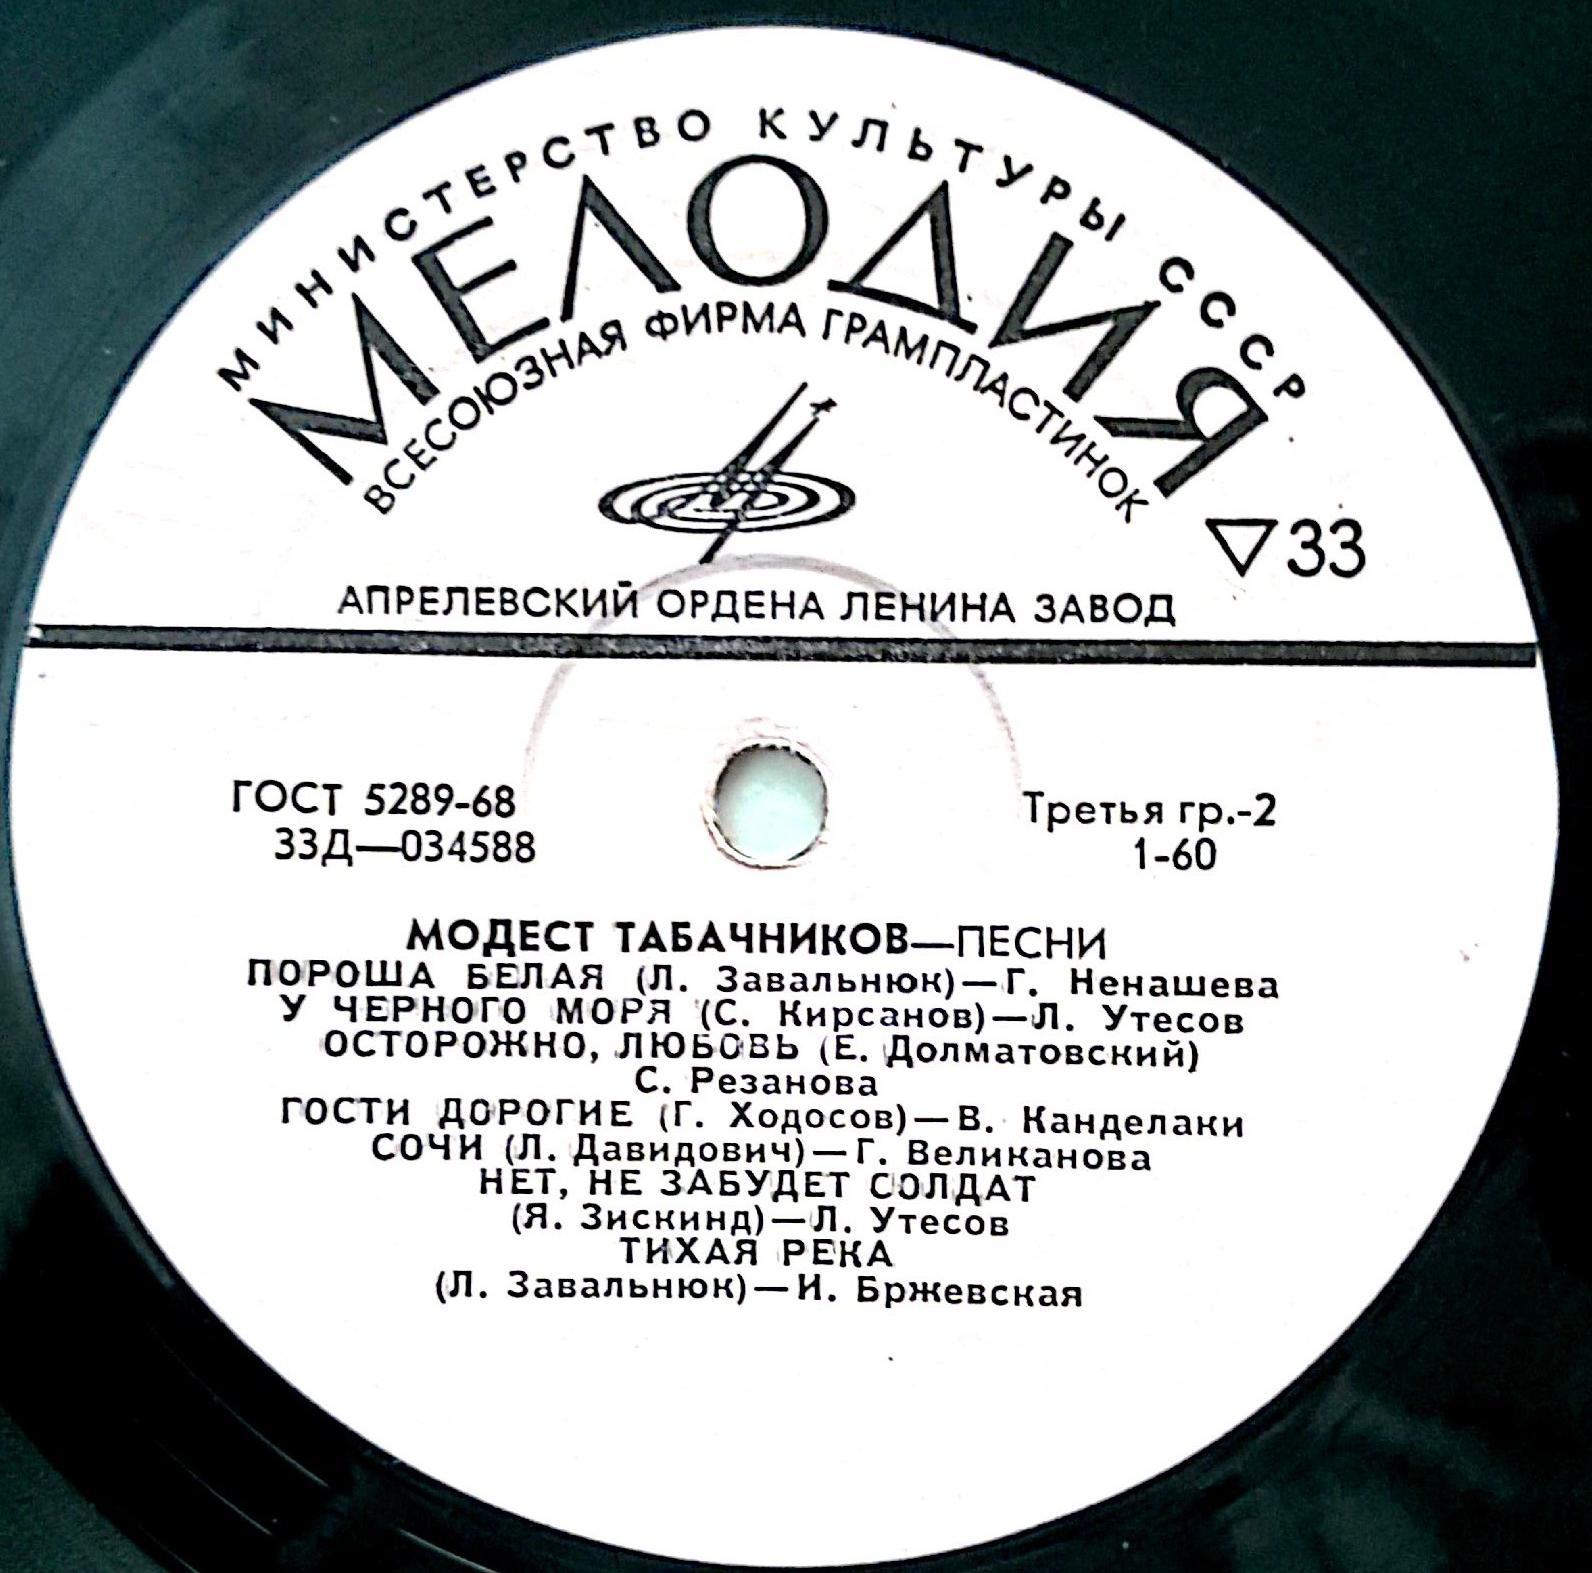 МИНИСТЕРСТВО КУЛЬТУРЫ СССР
МЕЛОДИЯ
ВСЕСОЮЗНАЯ ФИРМА ГРАМПЛАСТИНОК
▽33
АПРЕЛЕВСКИЙ ОРДЕНА ЛЕНИНА ЗАВОД
ГОСТ 5289-68
33Д—034588
Третья гр.-2
1-60
МОДЕСТ ТАБАЧНИКОВ—ПЕСНИ
ПОРОША БЕЛАЯ (Л. Завальнюк)—Г. Ненашева
У ЧЕРНОГО МОРЯ (С. Кирсанов)—Л. Утесов
ОСТОРОЖНО, ЛЮБОВЬ (Е. Долматовский)
С. Резанова
ГОСТИ ДОРОГИЕ (Г. Ходосов)—В. Канделаки
СОЧИ (Л. Давидович)—Г. Великанова
НЕТ, НЕ ЗАБУДЕТ СОЛДАТ
(Я. Зискинд)—Л. Утесов
ТИХАЯ РЕКА
(Л. Завальнюк)—И. Бржевская